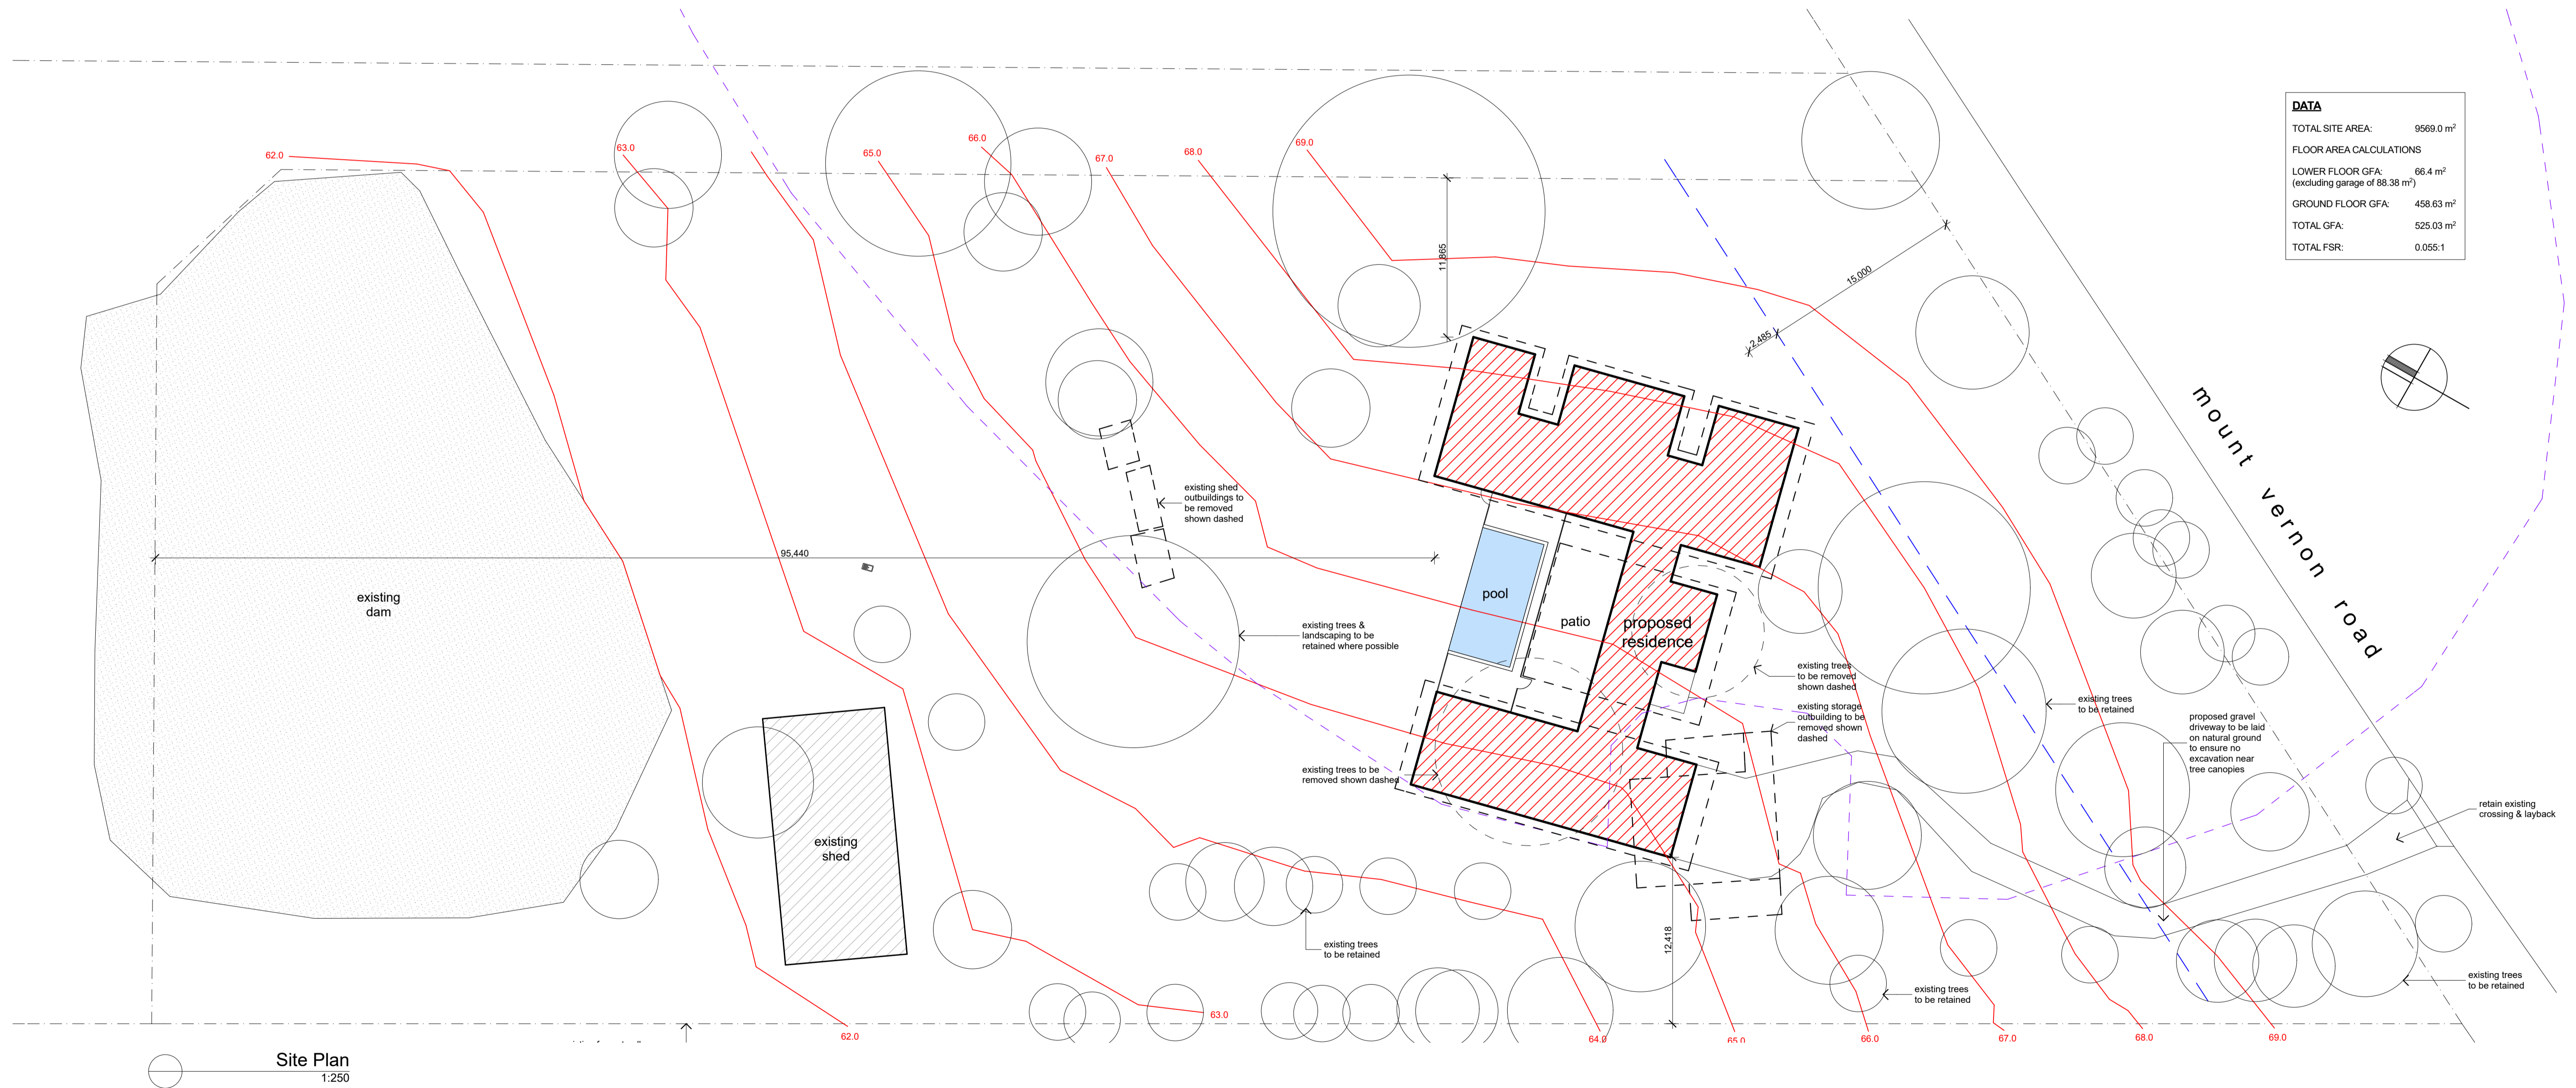 DATA
TOTAL SITE AREA: 9569.0 m²
FLOOR AREA CALCULATIONS
LOWER FLOOR GFA: 66.4 m²
(excluding garage of 88.38 m²)
GROUND FLOOR GFA: 458.63 m²
TOTAL GFA: 525.03 m²
TOTAL FSR: 0.055:1
62.0
63.0
65.0
66.0
67.0
68.0
69.0
11,865
15,000
2,485
mount vernon road
existing shed
outbuildings to
be removed
shown dashed
95,440
existing
dam
pool
patio
proposed
residence
existing trees &
landscaping to be
retained where possible
existing trees
to be removed
shown dashed
existing storage
outbuilding to be
removed shown
dashed
existing trees
to be retained
proposed gravel
driveway to be laid
on natural ground
to ensure no
excavation near
tree canopies
existing trees to be
removed shown dashed
retain existing
crossing & layback
existing
shed
12,418
existing trees
to be retained
existing trees
to be retained
existing trees
to be retained
63.0
62.0
64.0
65.0
66.0
67.0
68.0
69.0
Site Plan
1:250